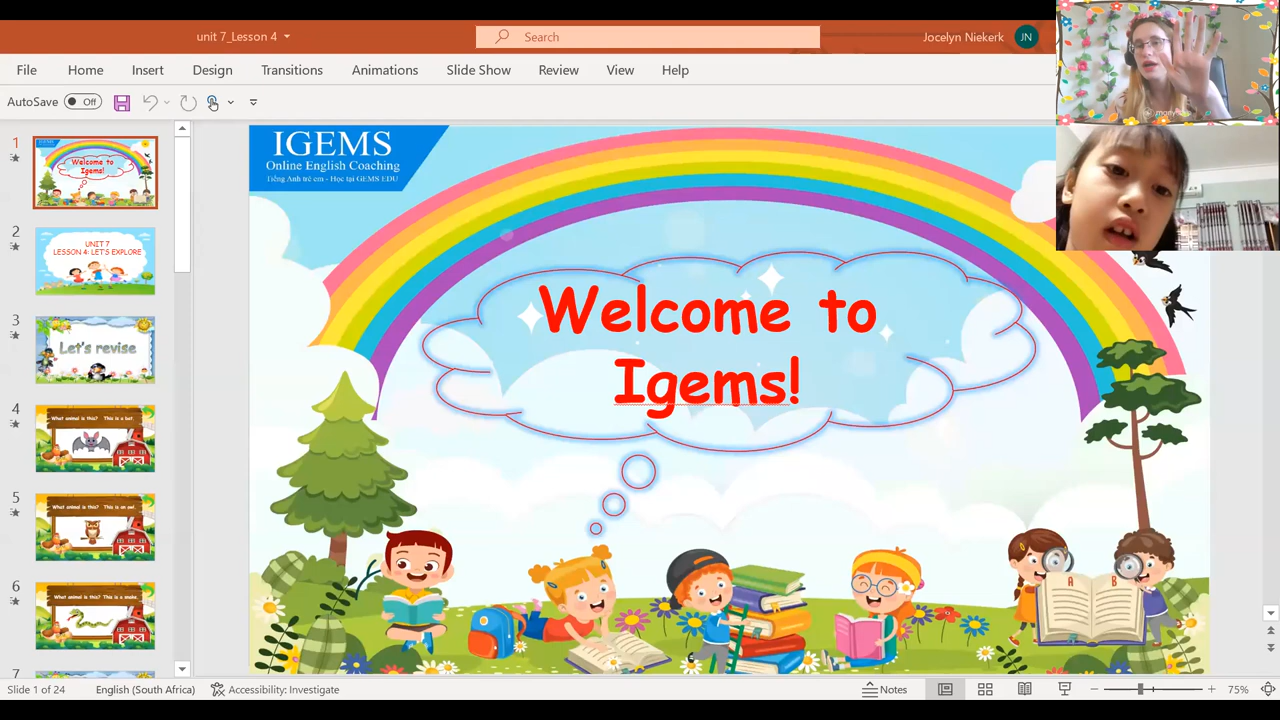 unit 7_Lesson 4
Search
Jocelyn Niekerk
JN
File
Home
Insert
Design
Transitions
Animations
Slide Show
Review
View
Help
AutoSave
Off
1
2
UNIT 7
LESSON 4: LET'S EXPLORE
3
Let's revise
4
What animal is this? This is a bat.
5
What animal is this? This is an owl.
6
What animal is this? This is a snake.
7
IGEMS
Online English Coaching
Tiếng Anh trẻ em - Học tại GEMS EDU
Welcome to
Igems!
A B
Slide 1 of 24
English (South Africa)
Accessibility: Investigate
Notes
75%